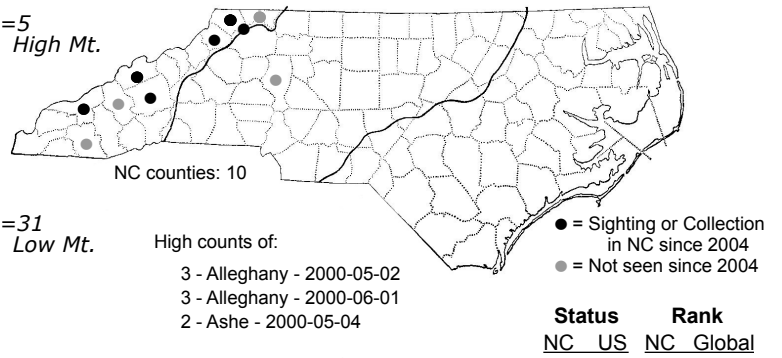 =5
High Mt.
NC counties: 10
=31
Low Mt.
High counts of:
3 - Alleghany - 2000-05-02
3 - Alleghany - 2000-06-01
2 - Ashe - 2000-05-04
= Sighting or Collection
in NC since 2004
= Not seen since 2004
Status Rank
NC US NC Global